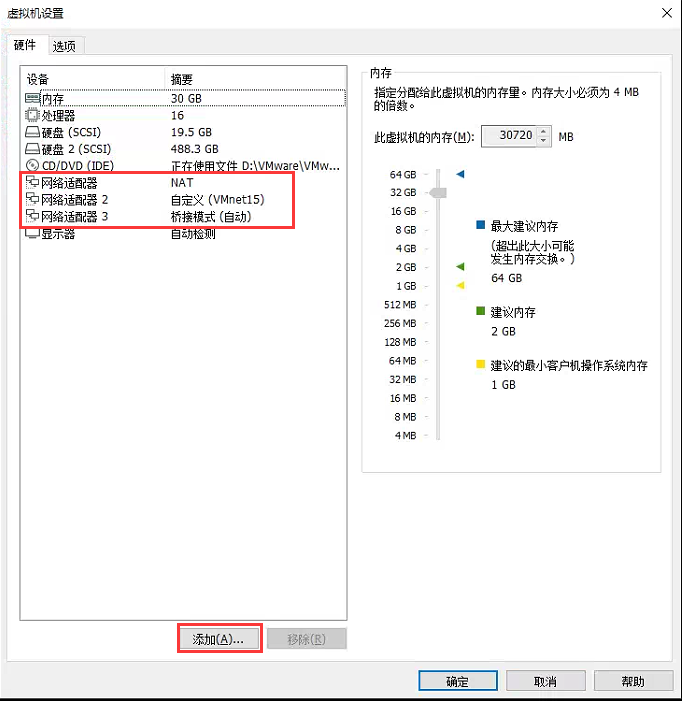 虚拟机设置
硬件 选项
设备 摘要
内存 30 GB
处理器 16
硬盘 (SCSI) 19.5 GB
硬盘 2 (SCSI) 488.3 GB
CD/DVD (IDE) 正在使用文件 D:\VMware\VMw...
网络适配器 NAT
网络适配器 2 自定义 (VMnet15)
网络适配器 3 桥接模式 (自动)
显示器 自动检测
添加(A)... 移除(R)
内存
指定分配给此虚拟机的内存量。内存大小必须为 4 MB
的倍数。
此虚拟机的内存(M): 30720 MB
64 GB
32 GB
16 GB
8 GB
4 GB
2 GB
1 GB
512 MB
256 MB
128 MB
64 MB
32 MB
16 MB
8 MB
4 MB
最大建议内存
(超出此大小可能
发生内存交换。)
64 GB
建议内存
2 GB
建议的最小客户机操作系统内存
1 GB
确定 取消 帮助